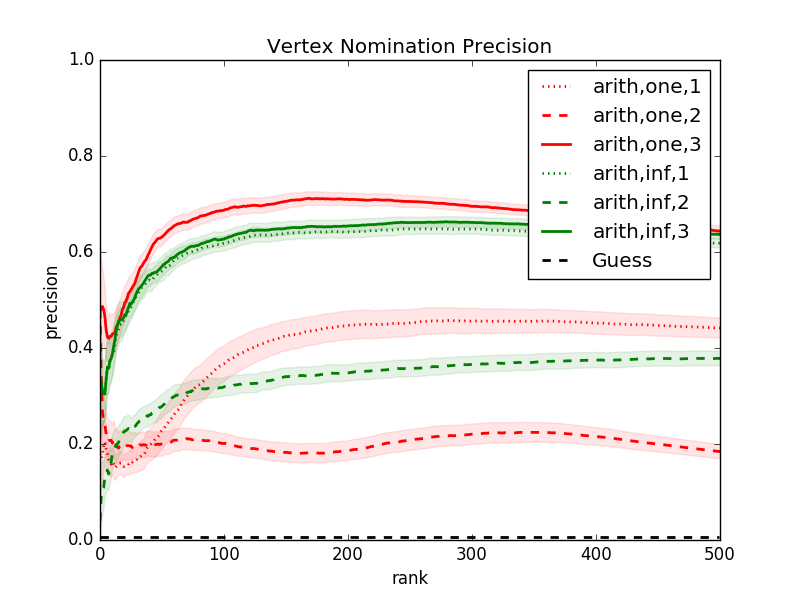 Vertex Nomination Precision
1.0
0.8
0.6
0.4
0.2
0.0
precision
arith,one,1
arith,one,2
arith,one,3
arith,inf,1
arith,inf,2
arith,inf,3
Guess
0 100 200 300 400 500
rank